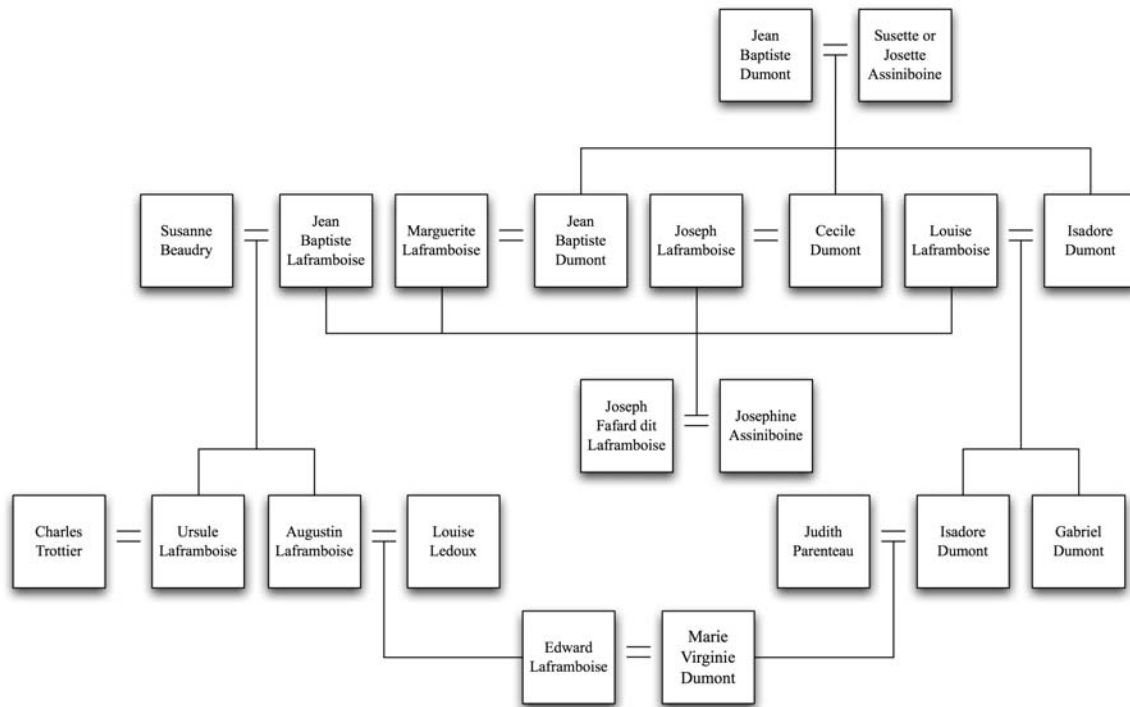 Jean
Baptiste
Dumont
Susette or
Josette
Assiniboine
Susanne
Beaudry
Jean
Baptiste
Laframboise
Marguerite
Laframboise
Jean
Baptiste
Dumont
Joseph
Laframboise
Cecile
Dumont
Louise
Laframboise
Isadore
Dumont
Joseph
Fafard dit
Laframboise
Josephine
Assiniboine
Charles
Trottier
Ursule
Laframboise
Augustin
Laframboise
Louise
Ledoux
Judith
Parenteau
Isadore
Dumont
Gabriel
Dumont
Edward
Laframboise
Marie
Virginie
Dumont